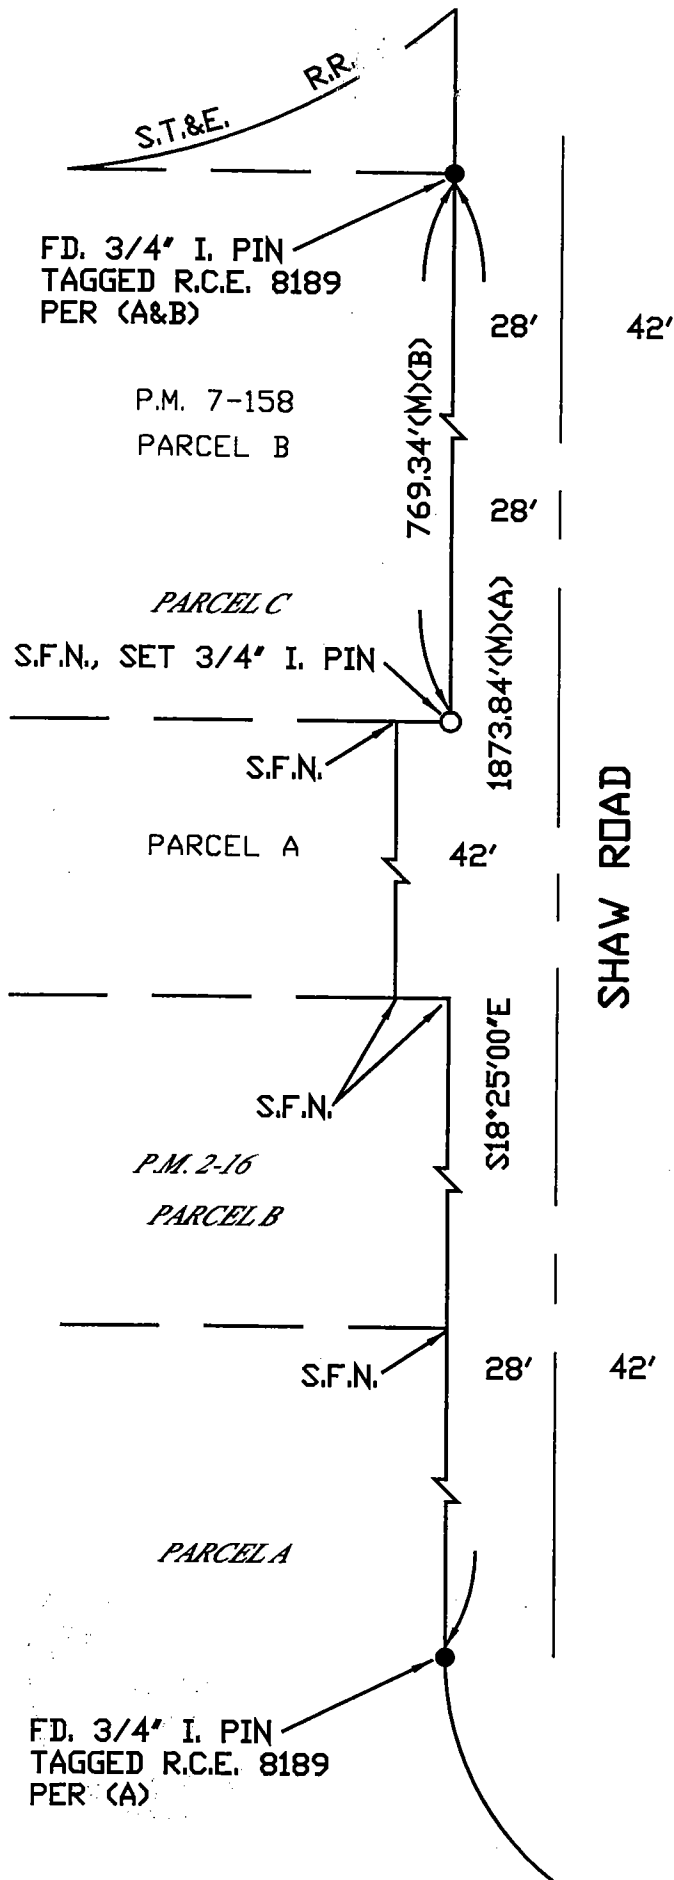 R.R.
S.T.&E.
FD. 3/4" I. PIN
TAGGED R.C.E. 8189
PER (A&B)
28'
42'
P.M. 7-158
PARCEL B
769.34'(M)(B)
28'
PARCEL C
S.F.N., SET 3/4" I. PIN
1873.84'(M)(A)
S.F.N.
PARCEL A
42'
SHAW ROAD
S.F.N.
S18°25'00"E
P.M. 2-16
PARCEL B
S.F.N.
28'
42'
PARCEL A
FD. 3/4" I. PIN
TAGGED R.C.E. 8189
PER (A)